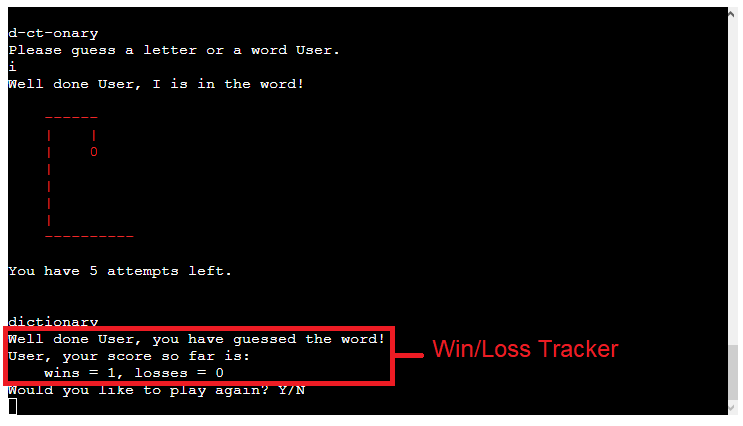 d-ct-onary
Please guess a letter or a word User.
i
Well done User, I is in the word!
------
|    |
|    O
|
|
|
|
----------
You have 5 attempts left.
dictionary
Well done User, you have guessed the word!
User, your score so far is:
wins = 1, losses = 0
Would you like to play again? Y/N
Win/Loss Tracker